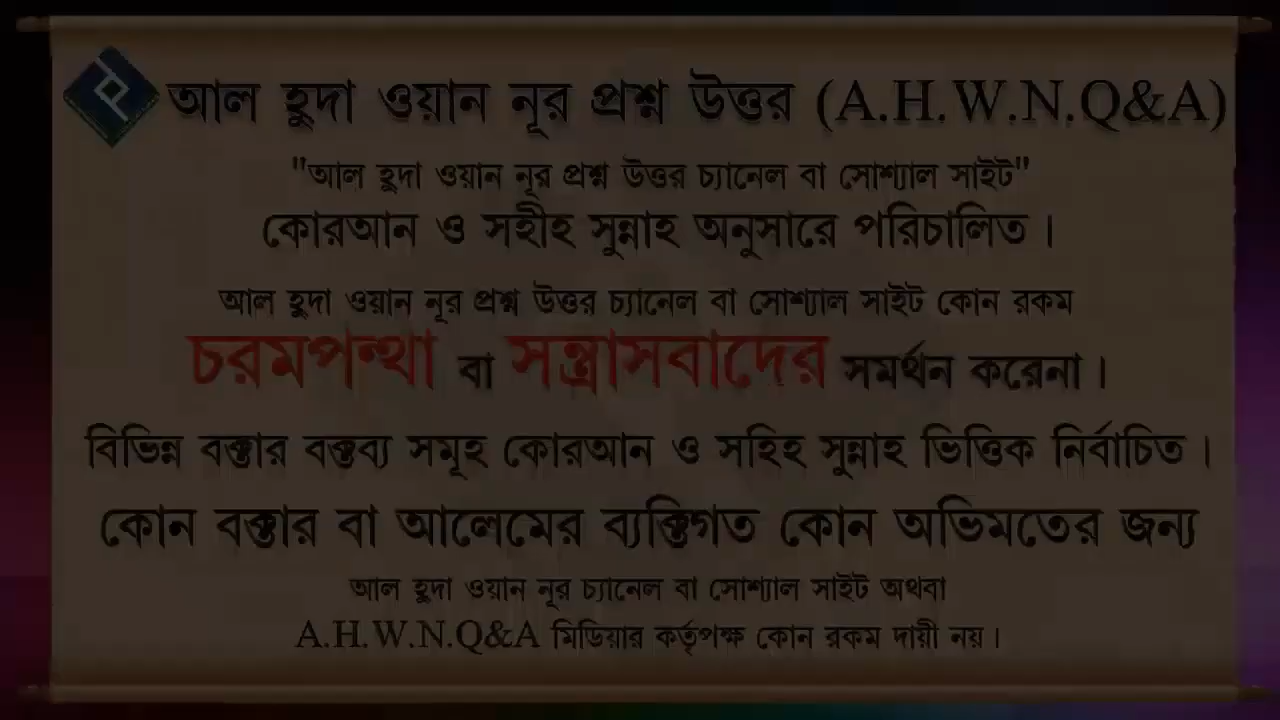 আল হুদা ওয়ান নূর প্রশ্ন উত্তর (A.H.W.N.Q&A)
"আল হুদা ওয়ান নূর প্রশ্ন উত্তর চ্যানেল বা সোশ্যাল সাইট"
কোরআন ও সহীহ সুন্নাহ অনুসারে পরিচালিত।
আল হুদা ওয়ান নূর প্রশ্ন উত্তর চ্যানেল বা সোশ্যাল সাইট কোন রকম
চরমপন্থা বা সন্ত্রাসবাদের সমর্থন করেনা।
বিভিন্ন বক্তার বক্তব্য সমূহ কোরআন ও সহিহ সুন্নাহ ভিত্তিক নির্বাচিত।
কোন বক্তার বা আলেমের ব্যক্তিগত কোন অভিমতের জন্য
আল হুদা ওয়ান নূর চ্যানেল বা সোশ্যাল সাইট অথবা
A.H.W.N.Q&A মিডিয়ার কর্তৃপক্ষ কোন রকম দায়ী নয়।